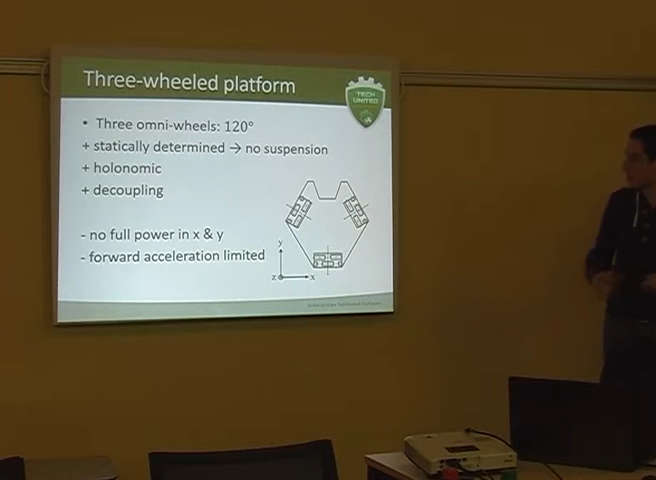 Three-wheeled platform
TECH
UNITED
• Three omni-wheels: 120°
+ statically determined → no suspension
+ holonomic
+ decoupling
- no full power in x & y
- forward acceleration limited
y
z
x